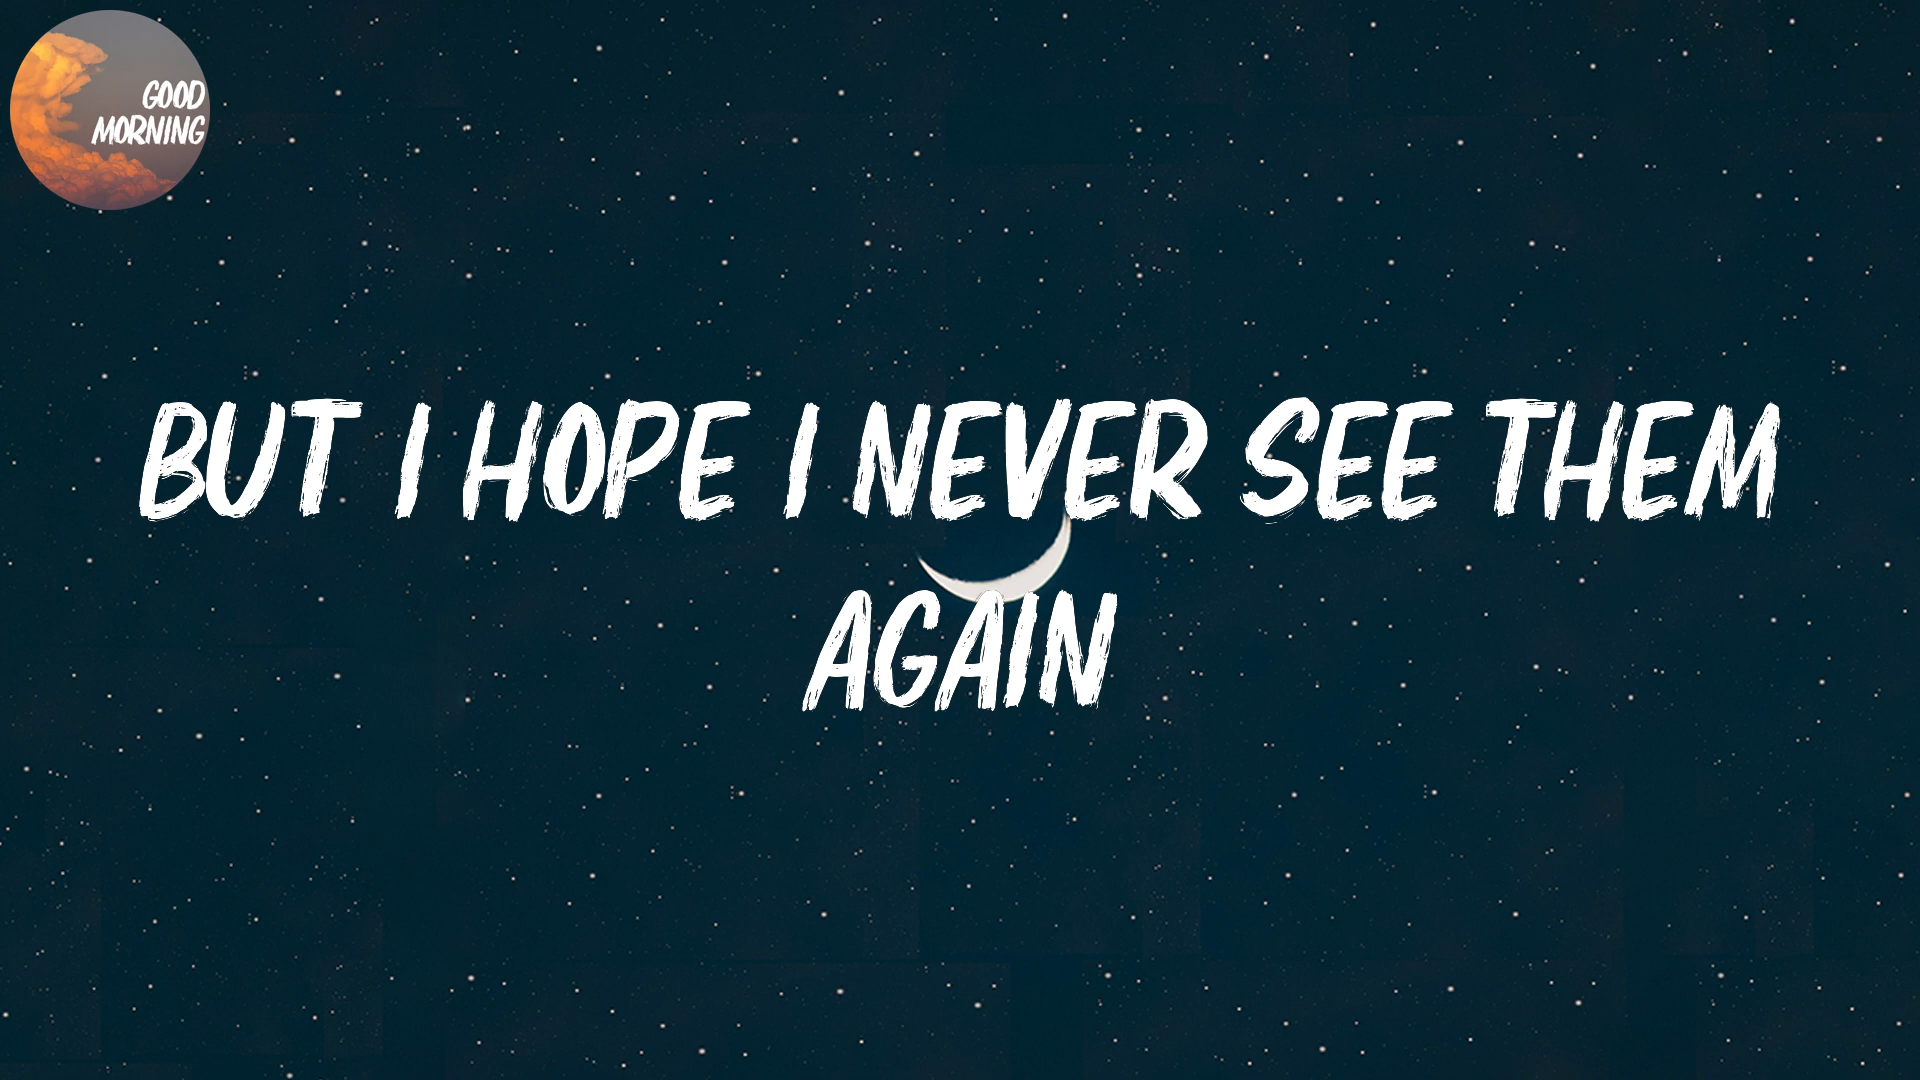 GOOD
MORNING
BUT I HOPE I NEVER SEE THEM
AGAIN